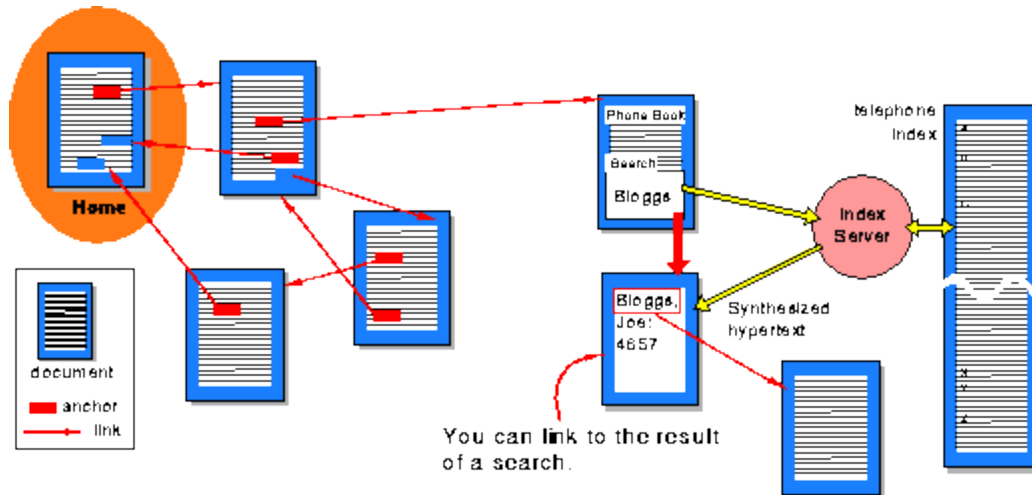 Home
document
anchor
link
Phone Book
Search
Bloggs
Bloggs,
Joe:
4657
You can link to the result
of a search.
Index
Server
Synthesized
hypertext
telephone
Index